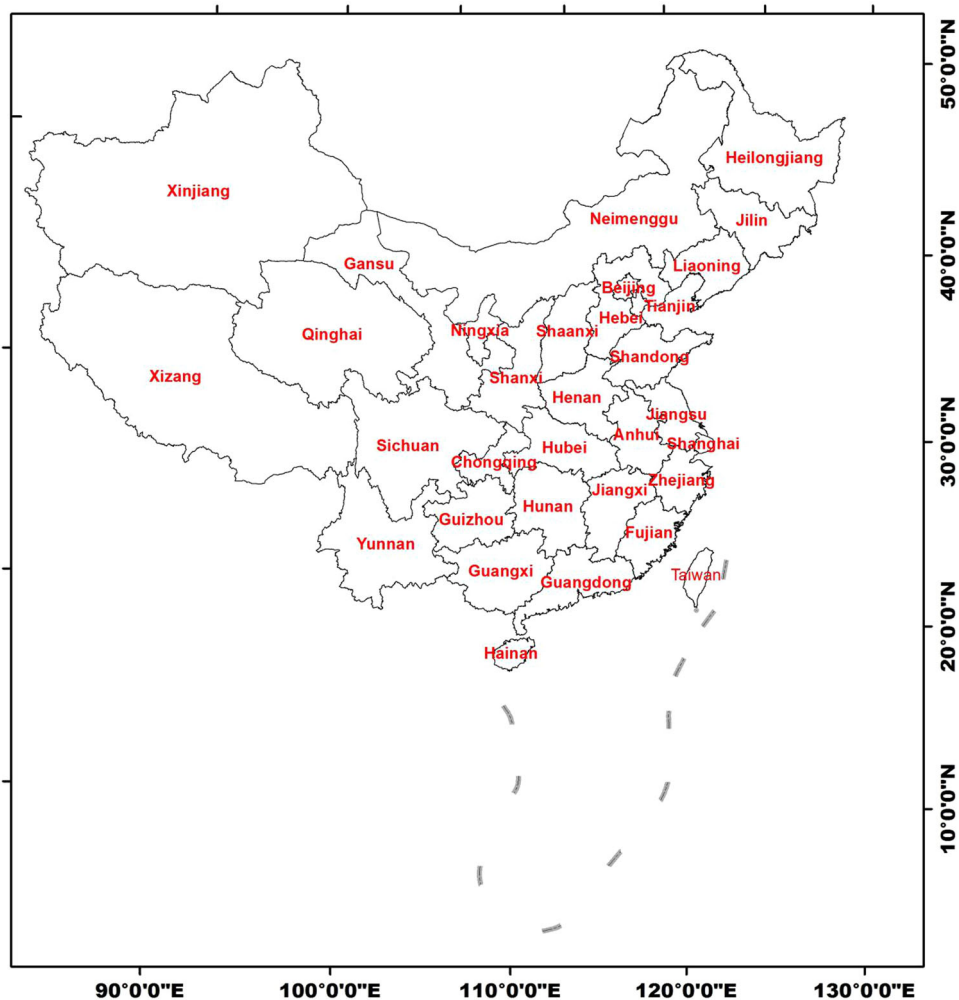 50°0'0"N
Heilongjiang
Xinjiang
Neimenggu
Jilin
40°0'0"N
Gansu
Liaoning
Beijing
Tianjin
Hebei
Ningxia
Shaanxi
Qinghai
Shandong
Xizang
Shanxi
Henan
Jiangsu
Anhui
Shanghai
30°0'0"N
Sichuan
Hubei
Chongqing
Zhejiang
Jiangxi
Hunan
Guizhou
Fujian
Yunnan
Guangxi
Taiwan
Guangdong
20°0'0"N
Hainan
10°0'0"N
90°0'0"E 100°0'0"E 110°0'0"E 120°0'0"E 130°0'0"E